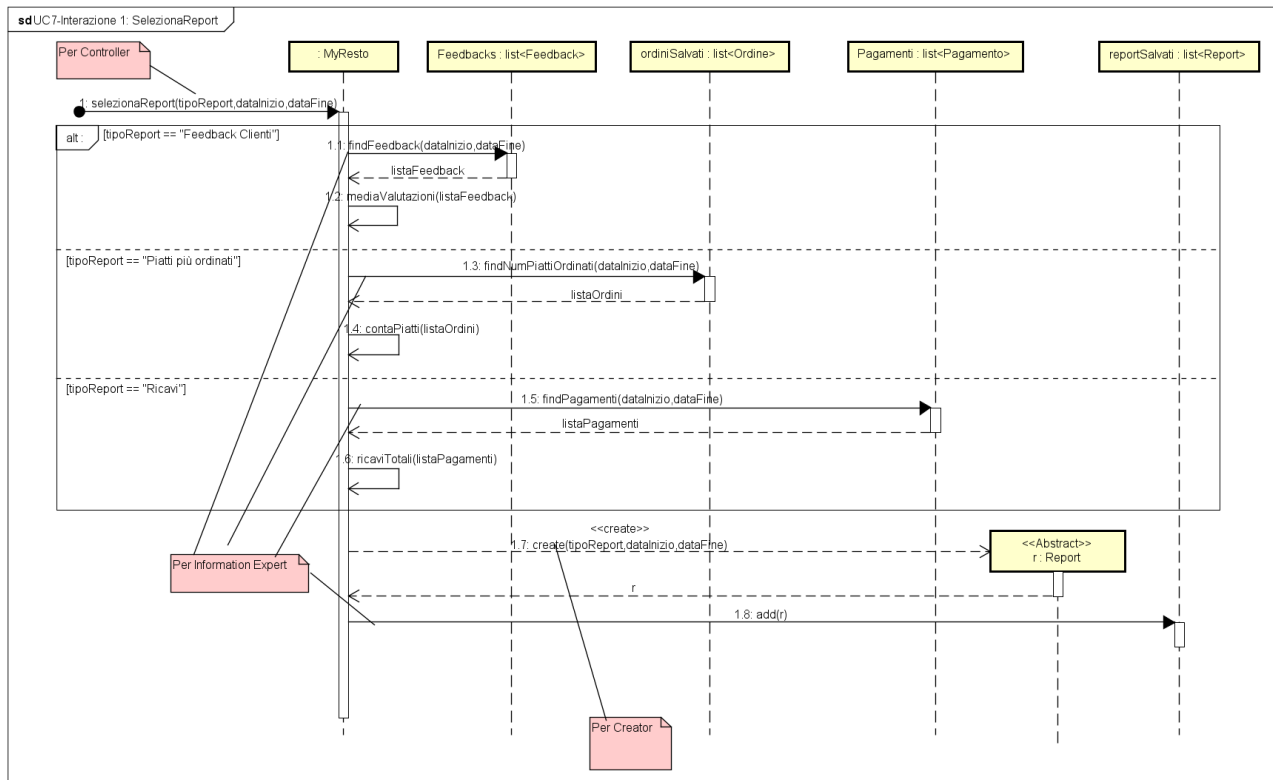 sd UC7-Interazione 1: SelezionaReport
Per Controller
: MyResto
Feedbacks : list<Feedback>
ordiniSalvati : list<Ordine>
Pagamenti : list<Pagamento>
reportSalvati : list<Report>
1: selezionaReport(tipoReport,dataInizio,dataFine)
alt :
[tipoReport == "Feedback Clienti"]
1.1: findFeedback(dataInizio,dataFine)
listaFeedback
1.2: mediaValutazioni(listaFeedback)
[tipoReport == "Piatti più ordinati"]
1.3: findNumPiattiOrdinati(dataInizio,dataFine)
listaOrdini
1.4: contaPiatti(listaOrdini)
[tipoReport == "Ricavi"]
1.5: findPagamenti(dataInizio,dataFine)
listaPagamenti
1.6: ricaviTotali(listaPagamenti)
<<create>>
1.7: create(tipoReport,dataInizio,dataFine)
<<Abstract>>
r : Report
Per Information Expert
r
1.8: add(r)
Per Creator